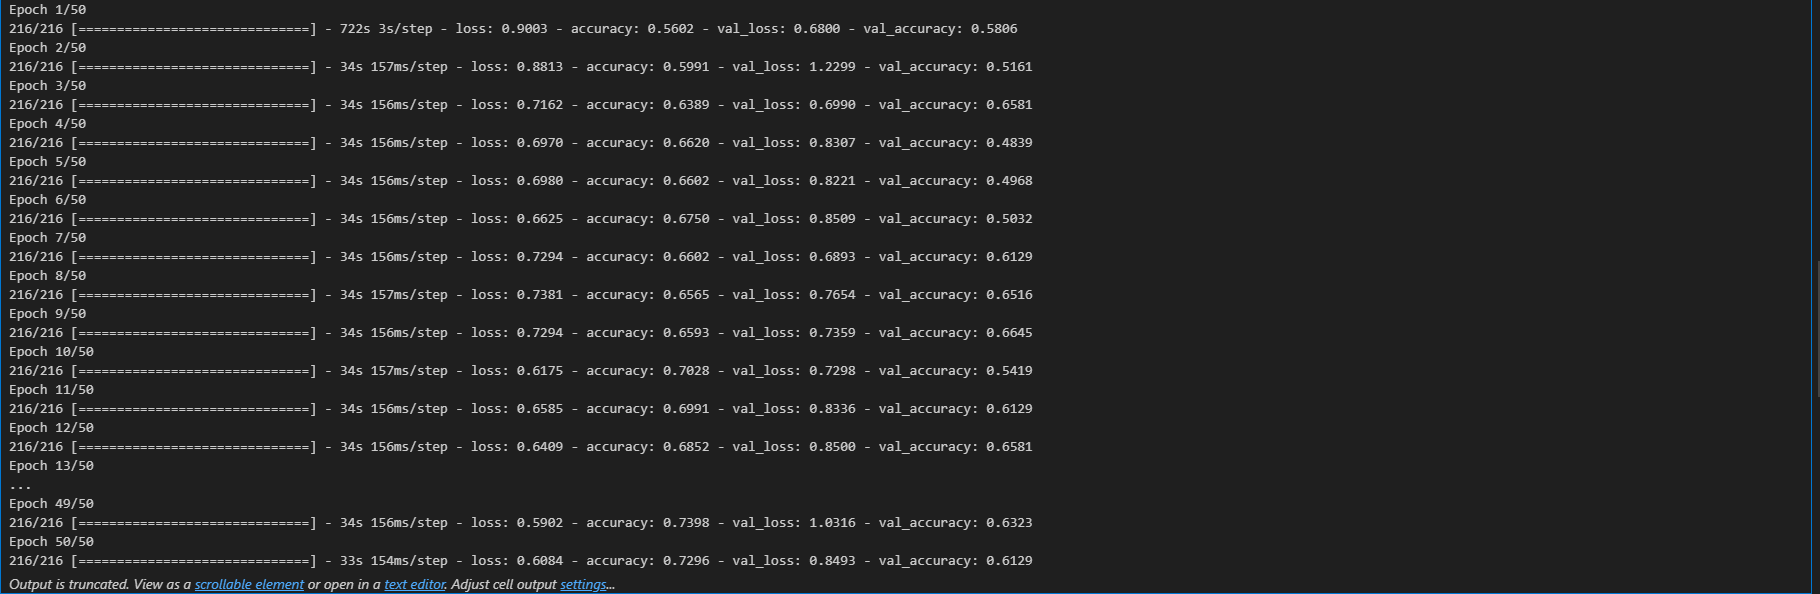 Epoch 1/50
216/216 [==============================] - 722s 3s/step - loss: 0.9003 - accuracy: 0.5602 - val_loss: 0.6800 - val_accuracy: 0.5806
Epoch 2/50
216/216 [==============================] - 34s 157ms/step - loss: 0.8813 - accuracy: 0.5991 - val_loss: 1.2299 - val_accuracy: 0.5161
Epoch 3/50
216/216 [==============================] - 34s 156ms/step - loss: 0.7162 - accuracy: 0.6389 - val_loss: 0.6990 - val_accuracy: 0.6581
Epoch 4/50
216/216 [==============================] - 34s 156ms/step - loss: 0.6970 - accuracy: 0.6620 - val_loss: 0.8307 - val_accuracy: 0.4839
Epoch 5/50
216/216 [==============================] - 34s 156ms/step - loss: 0.6980 - accuracy: 0.6602 - val_loss: 0.8221 - val_accuracy: 0.4968
Epoch 6/50
216/216 [==============================] - 34s 156ms/step - loss: 0.6625 - accuracy: 0.6750 - val_loss: 0.8509 - val_accuracy: 0.5032
Epoch 7/50
216/216 [==============================] - 34s 156ms/step - loss: 0.7294 - accuracy: 0.6602 - val_loss: 0.6893 - val_accuracy: 0.6129
Epoch 8/50
216/216 [==============================] - 34s 157ms/step - loss: 0.7381 - accuracy: 0.6565 - val_loss: 0.7654 - val_accuracy: 0.6516
Epoch 9/50
216/216 [==============================] - 34s 156ms/step - loss: 0.7294 - accuracy: 0.6593 - val_loss: 0.7359 - val_accuracy: 0.6645
Epoch 10/50
216/216 [==============================] - 34s 157ms/step - loss: 0.6175 - accuracy: 0.7028 - val_loss: 0.7298 - val_accuracy: 0.5419
Epoch 11/50
216/216 [==============================] - 34s 156ms/step - loss: 0.6585 - accuracy: 0.6991 - val_loss: 0.8336 - val_accuracy: 0.6129
Epoch 12/50
216/216 [==============================] - 34s 156ms/step - loss: 0.6409 - accuracy: 0.6852 - val_loss: 0.8500 - val_accuracy: 0.6581
Epoch 13/50
...
Epoch 49/50
216/216 [==============================] - 34s 156ms/step - loss: 0.5902 - accuracy: 0.7398 - val_loss: 1.0316 - val_accuracy: 0.6323
Epoch 50/50
216/216 [==============================] - 33s 154ms/step - loss: 0.6084 - accuracy: 0.7296 - val_loss: 0.8493 - val_accuracy: 0.6129
Output is truncated. View as a scrollable element or open in a text editor. Adjust cell output settings...